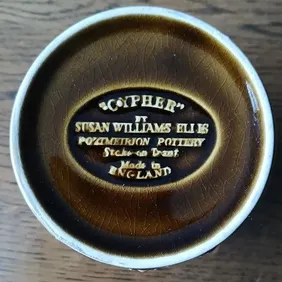 "CYPHER"
BY
SUSAN WILLIAMS ELLIS
PORTMEIRION POTTERY
Stoke-on Trent
Made in
ENGLAND